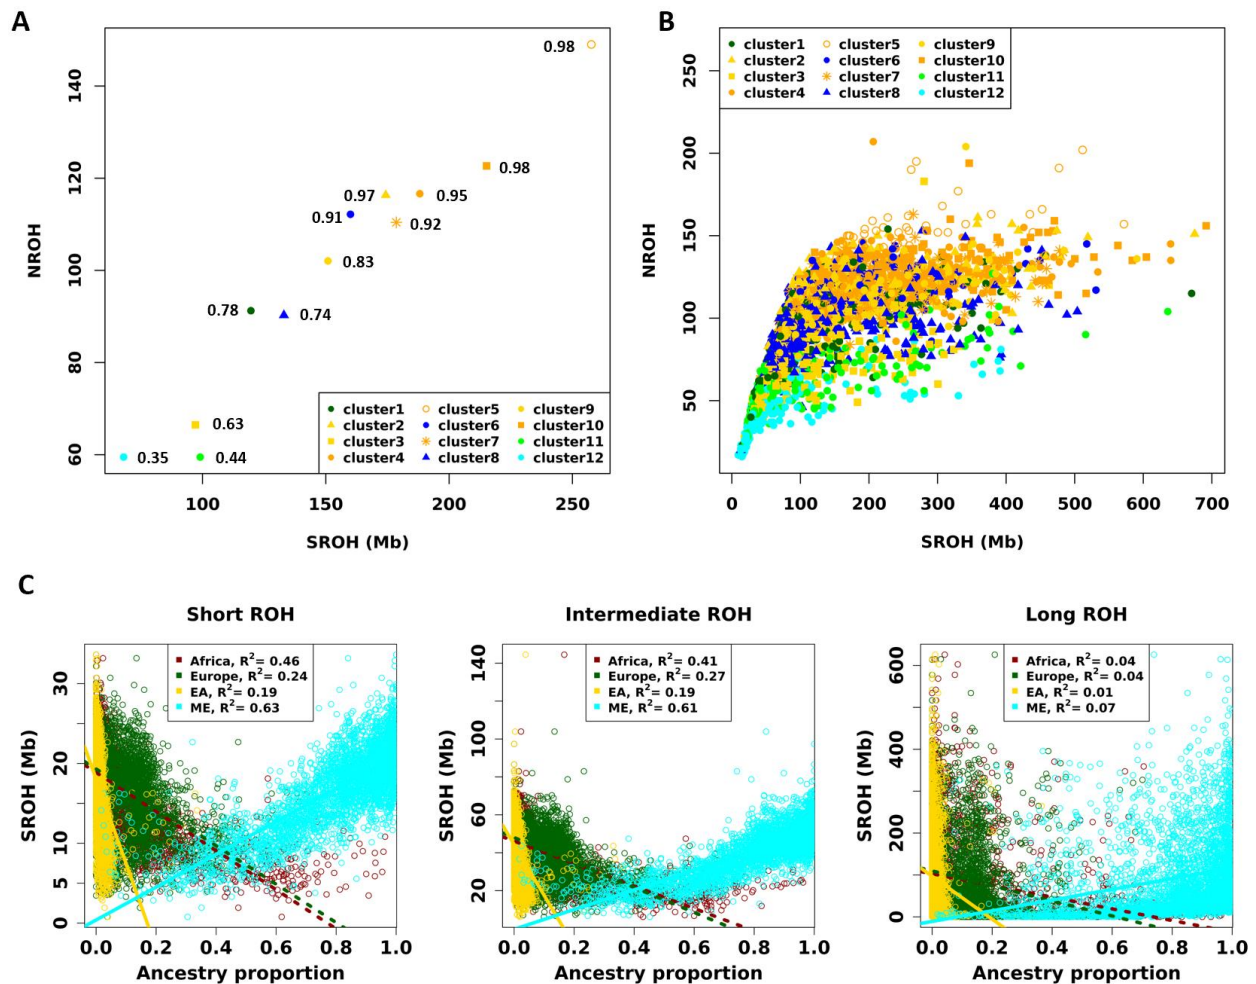 A
140
120
100
80
60
NROH
0.98
0.98
0.97
0.95
0.91
0.92
0.83
0.78
0.74
0.63
0.35
0.44
cluster1 cluster5 cluster9
cluster2 cluster6 cluster10
cluster3 cluster7 cluster11
cluster4 cluster8 cluster12
100 150 200 250
SROH (Mb)
B
250
200
150
100
50
NROH
cluster1 cluster5 cluster9
cluster2 cluster6 cluster10
cluster3 cluster7 cluster11
cluster4 cluster8 cluster12
0 100 200 300 400 500 600 700
SROH (Mb)
C
Short ROH
Africa, R²= 0.46
Europe, R²= 0.24
EA, R²= 0.19
ME, R²= 0.63
30
20
10
5
0
SROH (Mb)
0.0 0.2 0.4 0.6 0.8 1.0
Ancestry proportion
Intermediate ROH
Africa, R²= 0.41
Europe, R²= 0.27
EA, R²= 0.19
ME, R²= 0.61
140
100
60
20
SROH (Mb)
0.0 0.2 0.4 0.6 0.8 1.0
Ancestry proportion
Long ROH
Africa, R²= 0.04
Europe, R²= 0.04
EA, R²= 0.01
ME, R²= 0.07
600
400
200
0
SROH (Mb)
0.0 0.2 0.4 0.6 0.8 1.0
Ancestry proportion